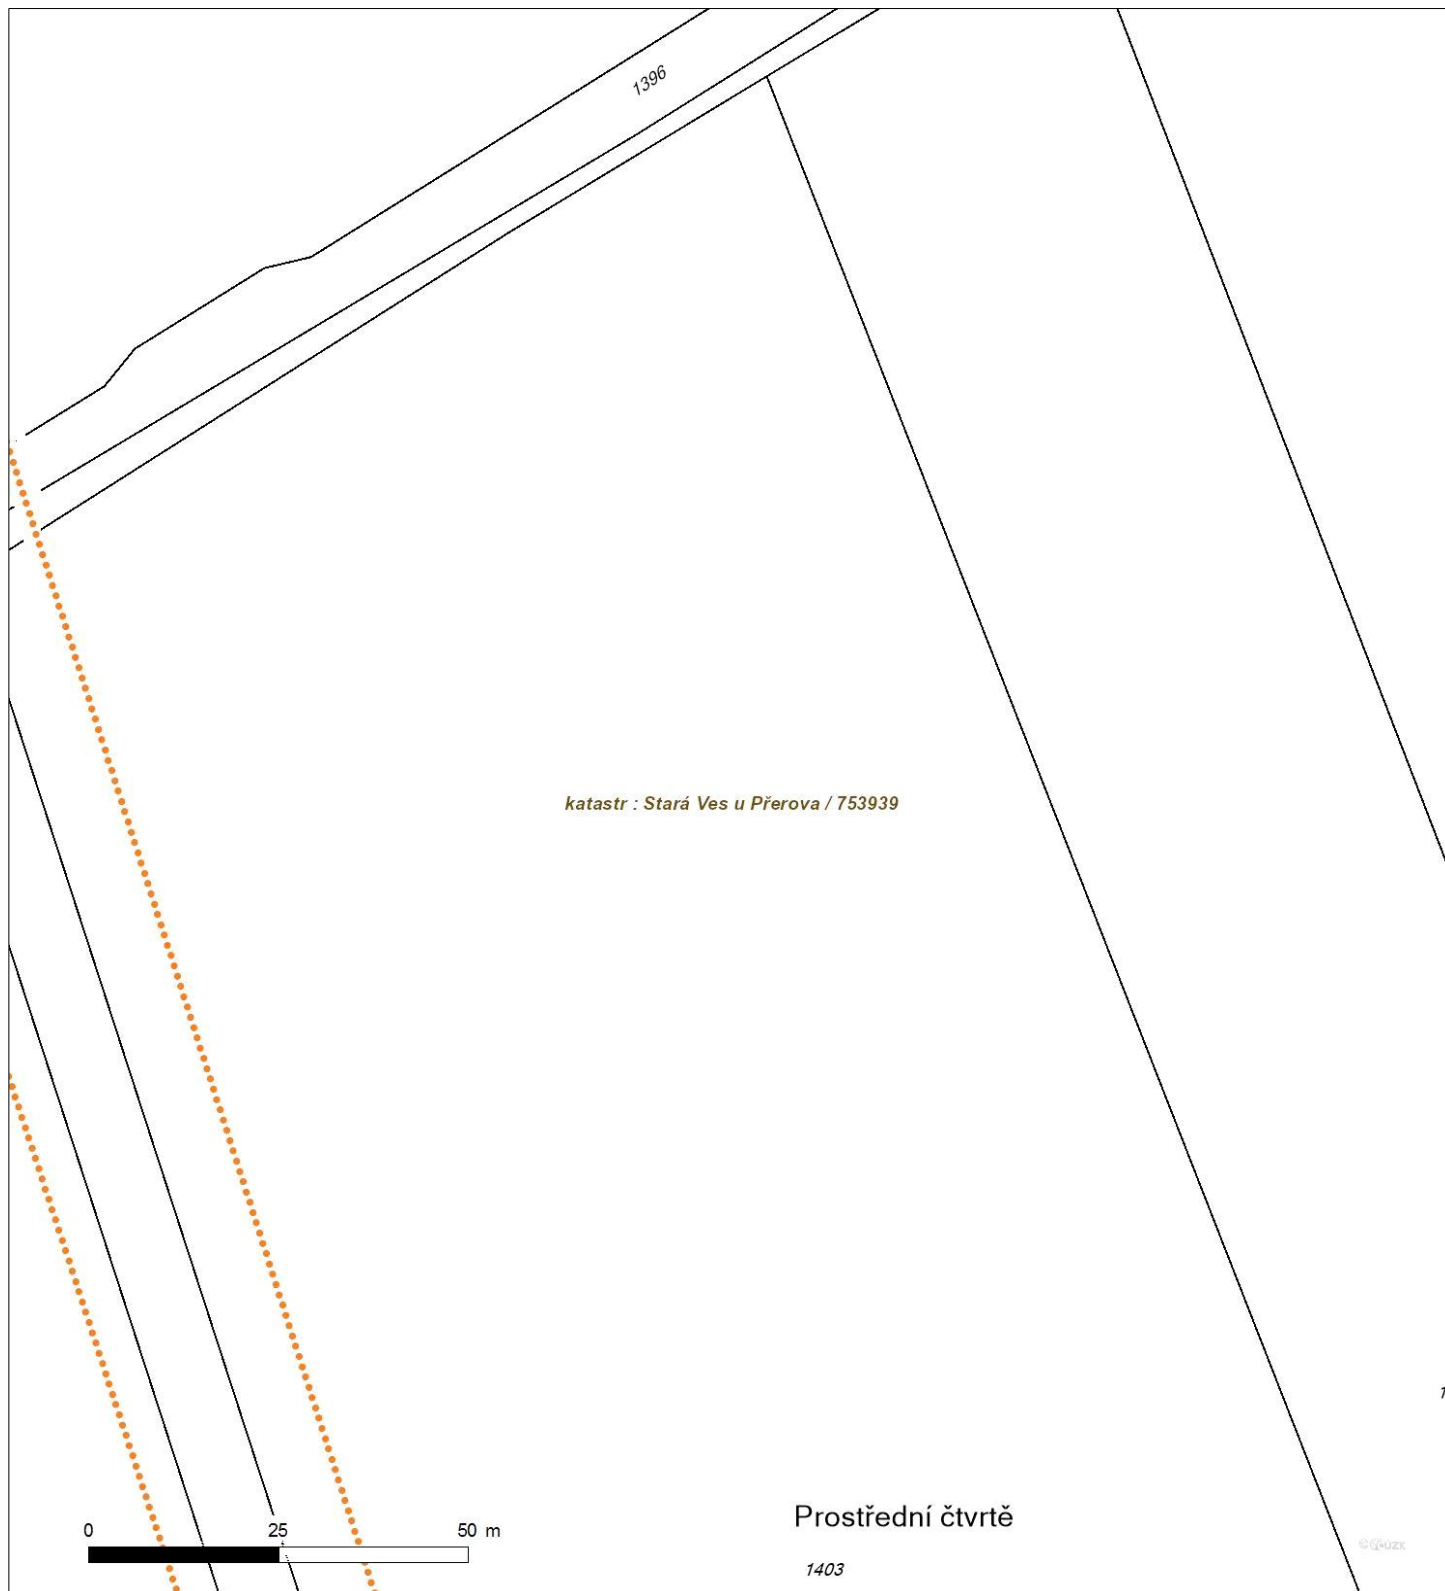 1396
katastr : Stará Ves u Přerova / 753939
Prostřední čtvrtě
0 25 50 m
1403